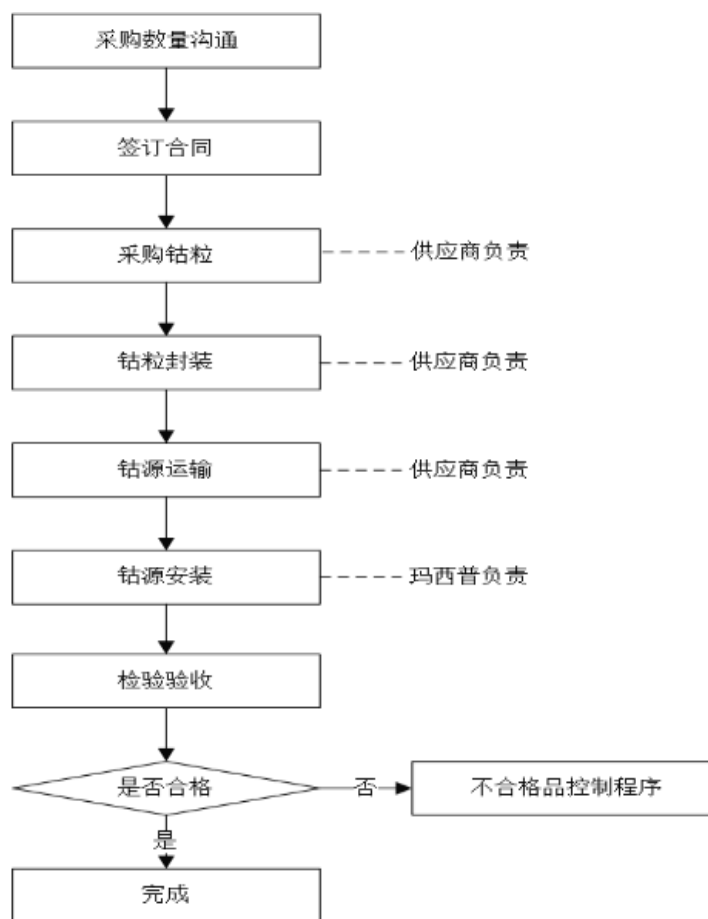 采购数量沟通
签订合同
采购钴粒
供应商负责
钴粒封装
供应商负责
钴源运输
供应商负责
钴源安装
玛西普负责
检验验收
是否合格
否
不合格品控制程序
是
完成